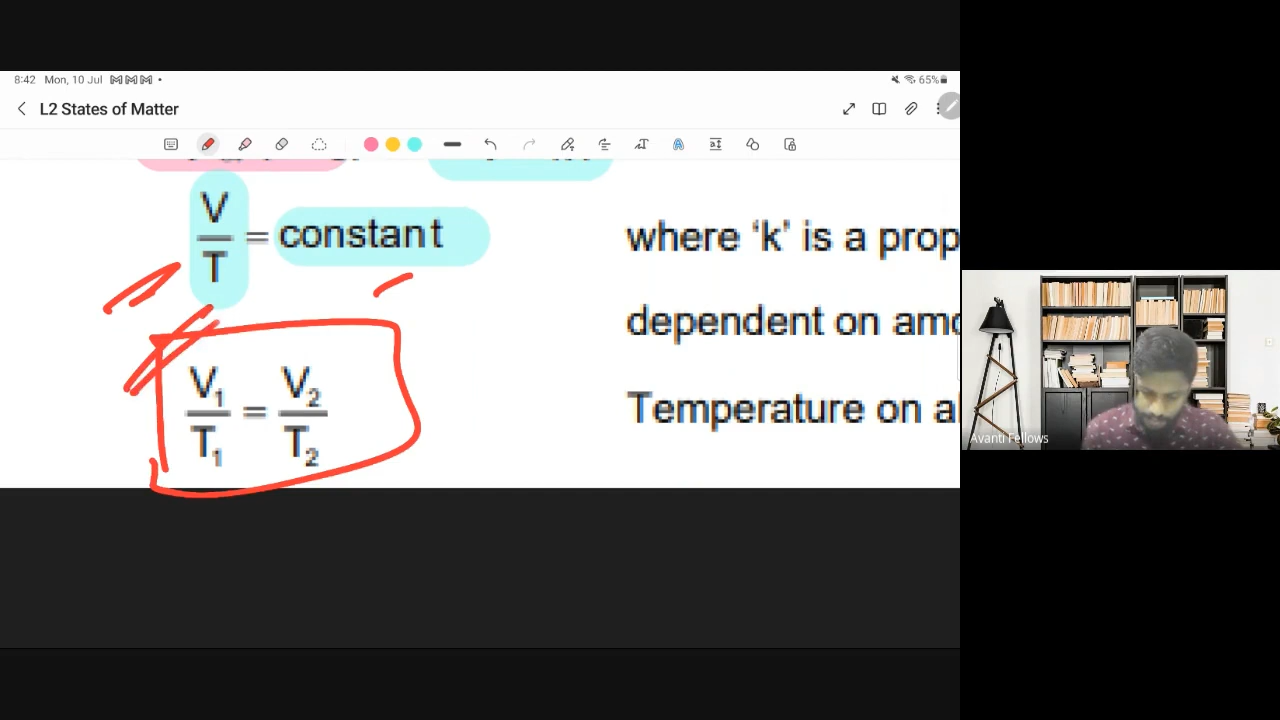 8:42 Mon, 10 Jul 65%
L2 States of Matter
V
T
= constant
where ‘k’ is a prop
dependent on amo
V1
T1
=
V2
T2
Temperature on a
Avanti Fellows